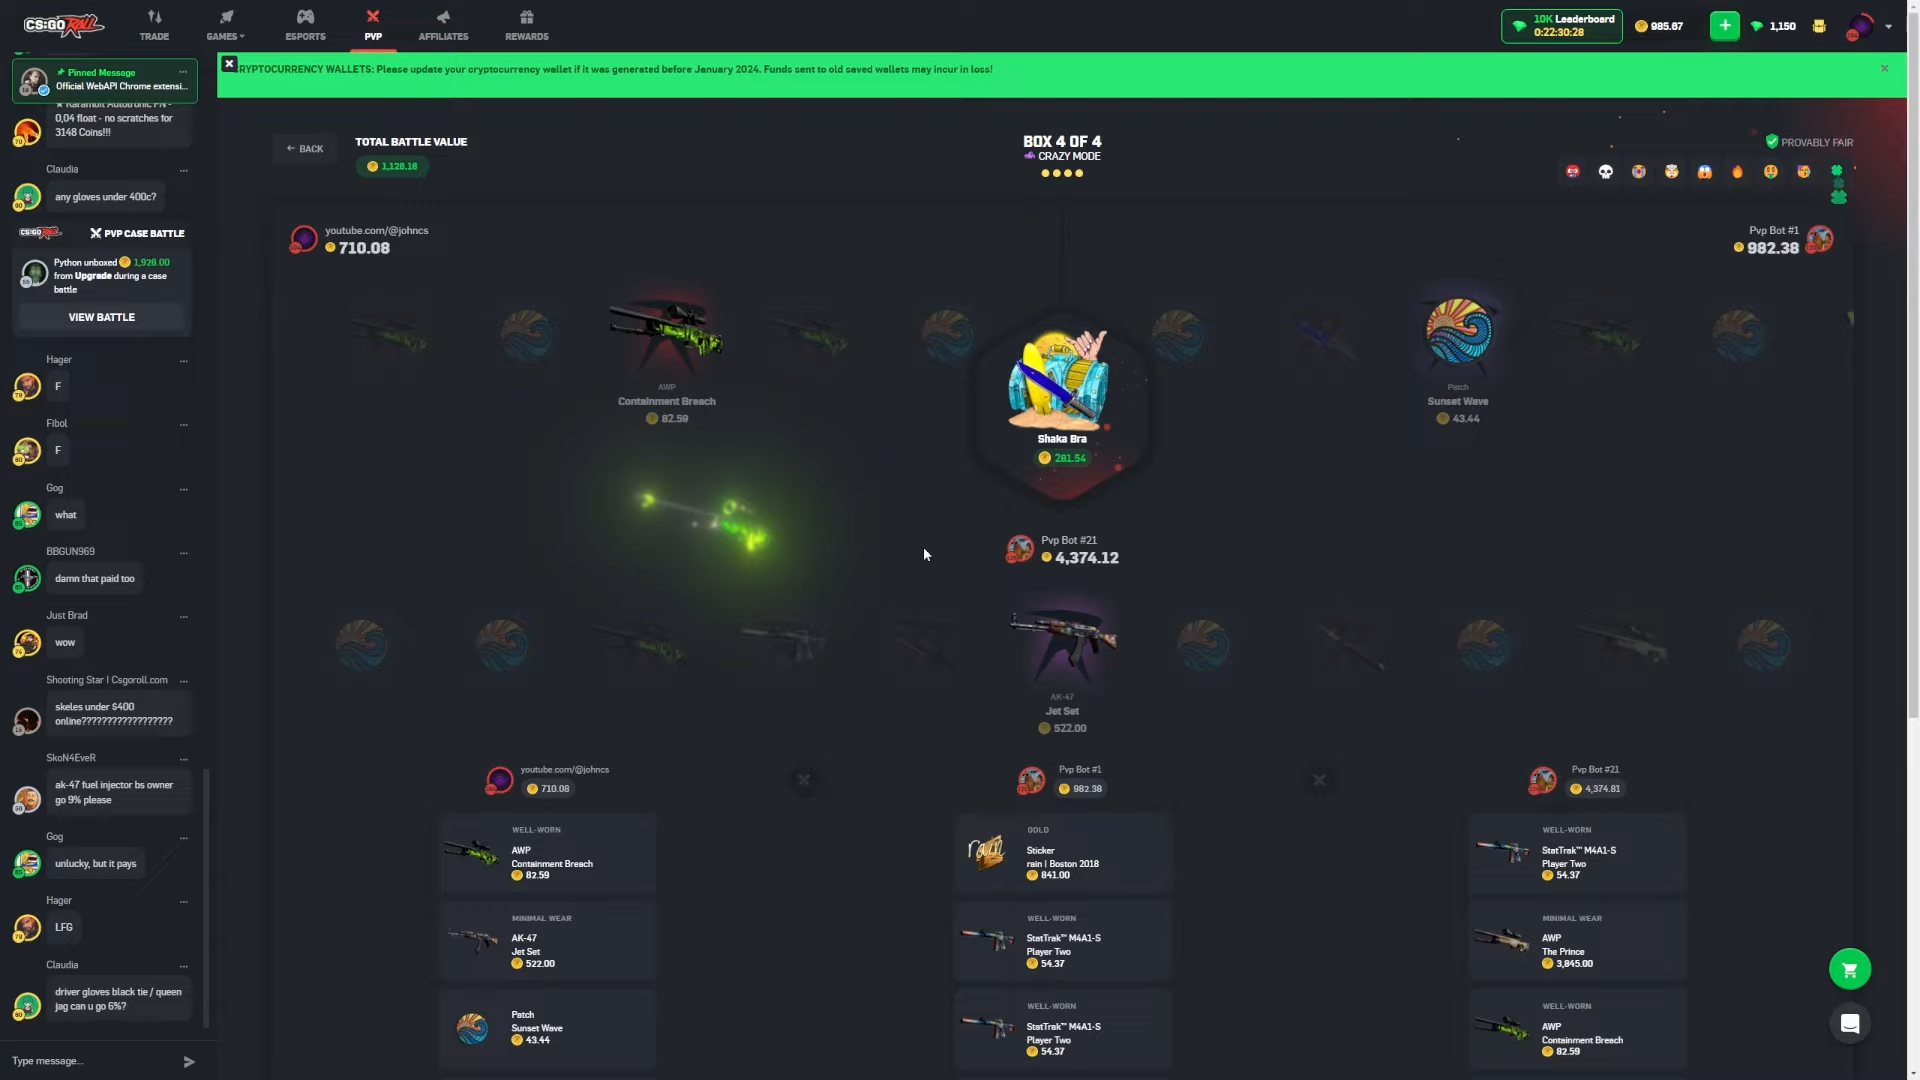 CS:GO ROLL
TRADE
GAMES
ESPORTS
PVP
AFFILIATES
REWARDS
10K Leaderboard
0:22:30:28
985.67
1,150
RYPTOCURRENCY WALLETS: Please update your cryptocurrency wallet if it was generated before January 2024. Funds sent to old saved wallets may incur in loss!
Pinned Message
Official WebAPI Chrome extensi...
★ Karambit Autotronic FN -
0,04 float - no scratches for
3148 Coins!!!
70
Claudia
any gloves under 400c?
CS:GO ROLL
PVP CASE BATTLE
Python unboxed 1,928.00
from Upgrade during a case
battle
VIEW BATTLE
Hager
F
Fibol
F
Gog
what
BBGUN969
damn that paid too
Just Brad
wow
74
Shooting Star | Csgoroll.com
skeles under $400
online??????????????????
SkoN4EveR
ak-47 fuel injector bs owner
go 9% please
Gog
unlucky, but it pays
Hager
LFG
Claudia
driver gloves black tie / queen
jag can u go 6%?
Type message...
BACK
TOTAL BATTLE VALUE
1,128.16
BOX 4 OF 4
CRAZY MODE
PROVABLY FAIR
youtube.com/@johncs
710.08
Pvp Bot #1
982.38
AWP
Containment Breach
82.59
Shaka Bra
281.54
Patch
Sunset Wave
43.44
Pvp Bot #21
4,374.12
AK-47
Jet Set
522.00
youtube.com/@johncs
710.08
Pvp Bot #1
982.38
Pvp Bot #21
4,374.81
WELL-WORN
AWP
Containment Breach
82.59
GOLD
Sticker
rain | Boston 2018
841.00
WELL-WORN
StatTrak™ M4A1-S
Player Two
54.37
MINIMAL WEAR
AK-47
Jet Set
522.00
WELL-WORN
StatTrak™ M4A1-S
Player Two
54.37
MINIMAL WEAR
AWP
The Prince
3,845.00
Patch
Sunset Wave
43.44
WELL-WORN
StatTrak™ M4A1-S
Player Two
54.37
WELL-WORN
AWP
Containment Breach
82.59